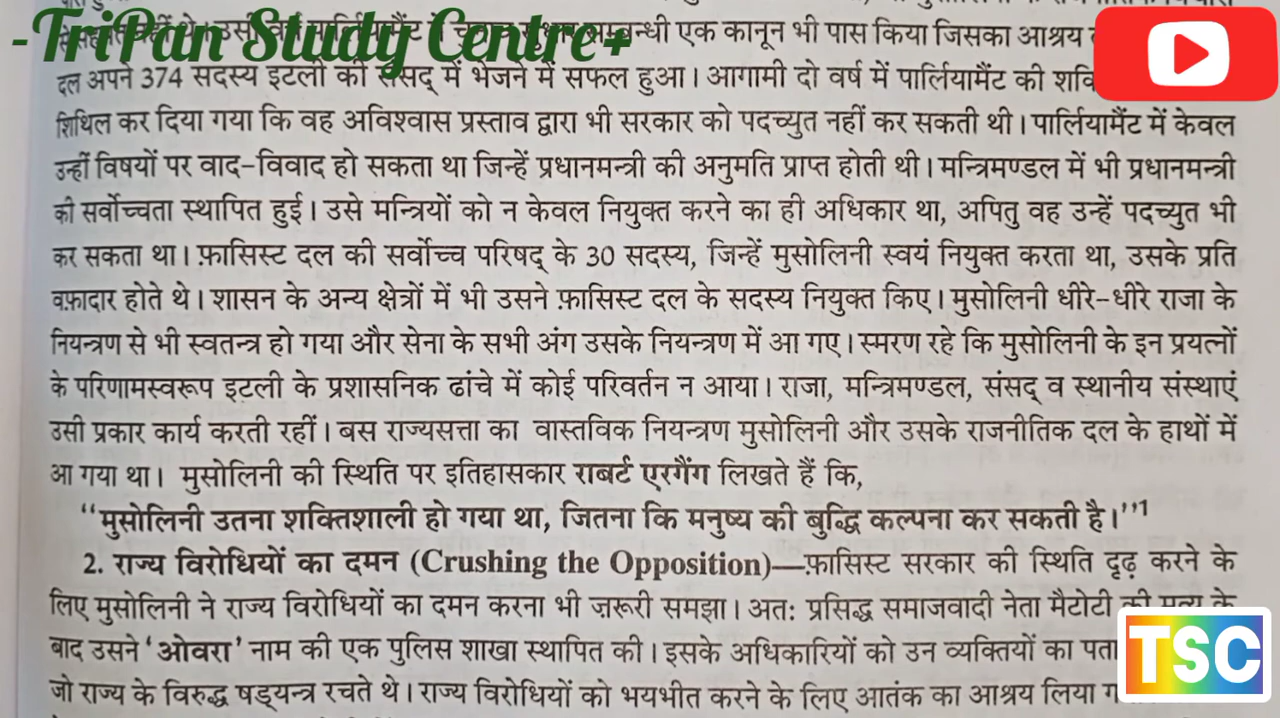 -TriPan Study Centre+
सम्बन्धी एक कानून भी पास किया जिसका आश्रय
दल अपने 374 सदस्य इटली की संसद् में भेजने में सफल हुआ। आगामी दो वर्ष में पार्लियामैंट की
शिथिल कर दिया गया कि वह अविश्वास प्रस्ताव द्वारा भी सरकार को पदच्युत नहीं कर सकती थी। पार्लियामैंट में केवल
उन्हीं विषयों पर वाद-विवाद हो सकता था जिन्हें प्रधानमन्त्री की अनुमति प्राप्त होती थी। मन्त्रिमण्डल में भी प्रधानमन्त्री
की सर्वोच्चता स्थापित हुई। उसे मन्त्रियों को न केवल नियुक्त करने का ही अधिकार था, अपितु वह उन्हें पदच्युत भी
कर सकता था। फ़ासिस्ट दल की सर्वोच्च परिषद् के 30 सदस्य, जिन्हें मुसोलिनी स्वयं नियुक्त करता था, उसके प्रति
वफ़ादार होते थे। शासन के अन्य क्षेत्रों में भी उसने फ़ासिस्ट दल के सदस्य नियुक्त किए। मुसोलिनी धीरे-धीरे राजा के
नियन्त्रण से भी स्वतन्त्र हो गया और सेना के सभी अंग उसके नियन्त्रण में आ गए। स्मरण रहे कि मुसोलिनी के इन प्रयत्नों
के परिणामस्वरूप इटली के प्रशासनिक ढांचे में कोई परिवर्तन न आया। राजा, मन्त्रिमण्डल, संसद् व स्थानीय संस्थाएं
उसी प्रकार कार्य करती रहीं। बस राज्यसत्ता का वास्तविक नियन्त्रण मुसोलिनी और उसके राजनीतिक दल के हाथों में
आ गया था। मुसोलिनी की स्थिति पर इतिहासकार राबर्ट एरगैंग लिखते हैं कि,
“मुसोलिनी उतना शक्तिशाली हो गया था, जितना कि मनुष्य की बुद्धि कल्पना कर सकती है।”1
2. राज्य विरोधियों का दमन (Crushing the Opposition)—फ़ासिस्ट सरकार की स्थिति दृढ़ करने के
लिए मुसोलिनी ने राज्य विरोधियों का दमन करना भी ज़रूरी समझा। अतः प्रसिद्ध समाजवादी नेता मैटोटी की मृत्यु के
बाद उसने ‘ओवरा’ नाम की एक पुलिस शाखा स्थापित की। इसके अधिकारियों को उन व्यक्तियों का पता
जो राज्य के विरुद्ध षड्यन्त्र रचते थे। राज्य विरोधियों को भयभीत करने के लिए आतंक का आश्रय लिया
TSC